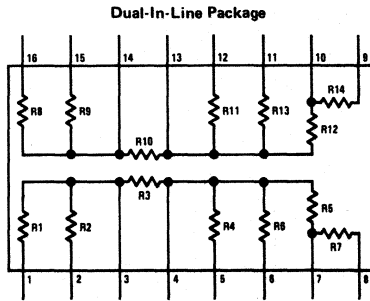 Dual-In-Line Package
16 15 14 13 12 11 10 9
R14
R8 R9 R11 R13
R12
R10
R3
R5
R1 R2 R4 R6
R7
1 2 3 4 5 6 7 8